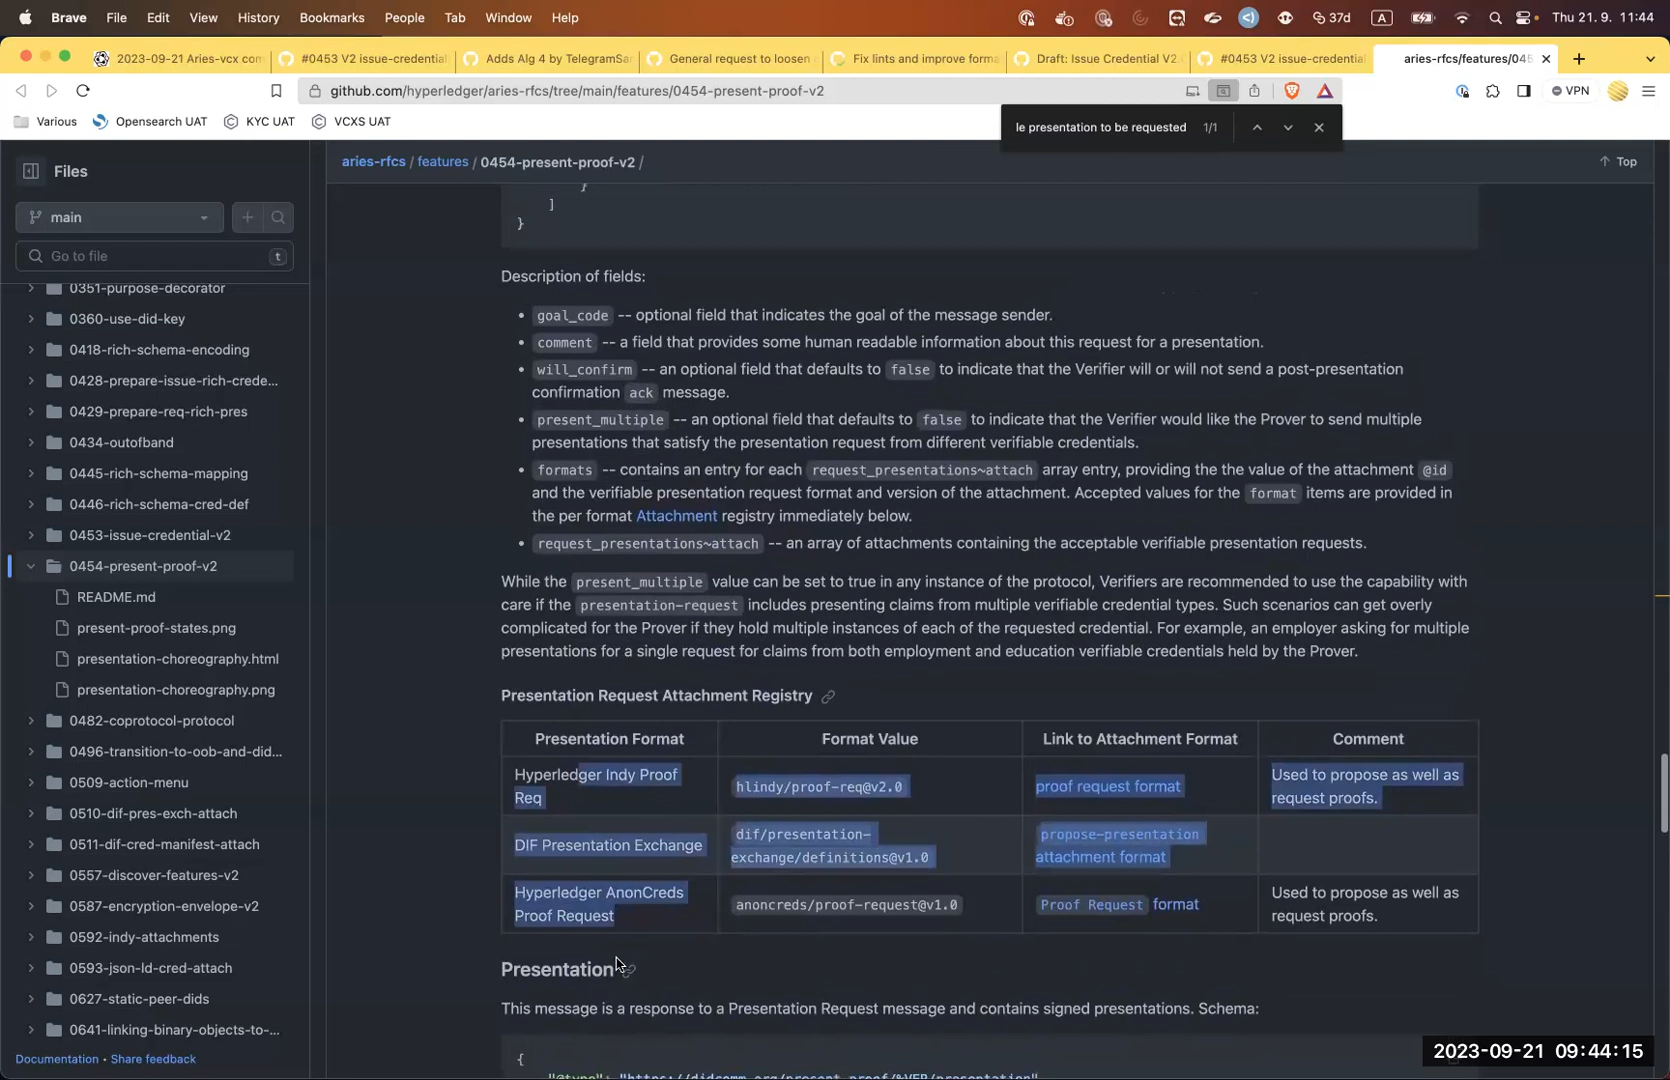 Brave File Edit View History Bookmarks People Tab Window Help 37d A Thu 21. 9. 11:44
2023-09-21 Aries-vcx com #0453 V2 issue-credential Adds Alg 4 by TelegramSa General request to loosen Fix lints and improve forma Draft: Issue Credential V2. #0453 V2 issue-credential aries-rfcs/features/045
github.com/hyperledger/aries-rfcs/tree/main/features/0454-present-proof-v2 VPN
Various Opensearch UAT KYC UAT VCXS UAT
le presentation to be requested 1/1
Files
main
Go to file t
0351-purpose-decorator
0360-use-did-key
0418-rich-schema-encoding
0428-prepare-issue-rich-crede...
0429-prepare-req-rich-pres
0434-outofband
0445-rich-schema-mapping
0446-rich-schema-cred-def
0453-issue-credential-v2
0454-present-proof-v2
README.md
present-proof-states.png
presentation-choreography.html
presentation-choreography.png
0482-coprotocol-protocol
0496-transition-to-oob-and-did...
0509-action-menu
0510-dif-pres-exch-attach
0511-dif-cred-manifest-attach
0557-discover-features-v2
0587-encryption-envelope-v2
0592-indy-attachments
0593-json-ld-cred-attach
0627-static-peer-dids
0641-linking-binary-objects-to-...
Documentation • Share feedback
aries-rfcs / features / 0454-present-proof-v2 / Top
}
]
}
Description of fields:
• goal_code -- optional field that indicates the goal of the message sender.
• comment -- a field that provides some human readable information about this request for a presentation.
• will_confirm -- an optional field that defaults to false to indicate that the Verifier will or will not send a post-presentation
confirmation ack message.
• present_multiple -- an optional field that defaults to false to indicate that the Verifier would like the Prover to send multiple
presentations that satisfy the presentation request from different verifiable credentials.
• formats -- contains an entry for each request_presentations~attach array entry, providing the the value of the attachment @id
and the verifiable presentation request format and version of the attachment. Accepted values for the format items are provided in
the per format Attachment registry immediately below.
• request_presentations~attach -- an array of attachments containing the acceptable verifiable presentation requests.
While the present_multiple value can be set to true in any instance of the protocol, Verifiers are recommended to use the capability with
care if the presentation-request includes presenting claims from multiple verifiable credential types. Such scenarios can get overly
complicated for the Prover if they hold multiple instances of each of the requested credential. For example, an employer asking for multiple
presentations for a single request for claims from both employment and education verifiable credentials held by the Prover.
Presentation Request Attachment Registry
Presentation Format Format Value Link to Attachment Format Comment
Hyperledger Indy Proof
Req
hlindy/proof-req@v2.0
proof request format
Used to propose as well as
request proofs.
DIF Presentation Exchange
dif/presentation-
exchange/definitions@v1.0
propose-presentation
attachment format
Hyperledger AnonCreds
Proof Request
anoncreds/proof-request@v1.0
Proof Request format
Used to propose as well as
request proofs.
Presentation
This message is a response to a Presentation Request message and contains signed presentations. Schema:
{
"@type": "https://didcomm.org/present-proof/%VER/presentation",
2023-09-21 09:44:15